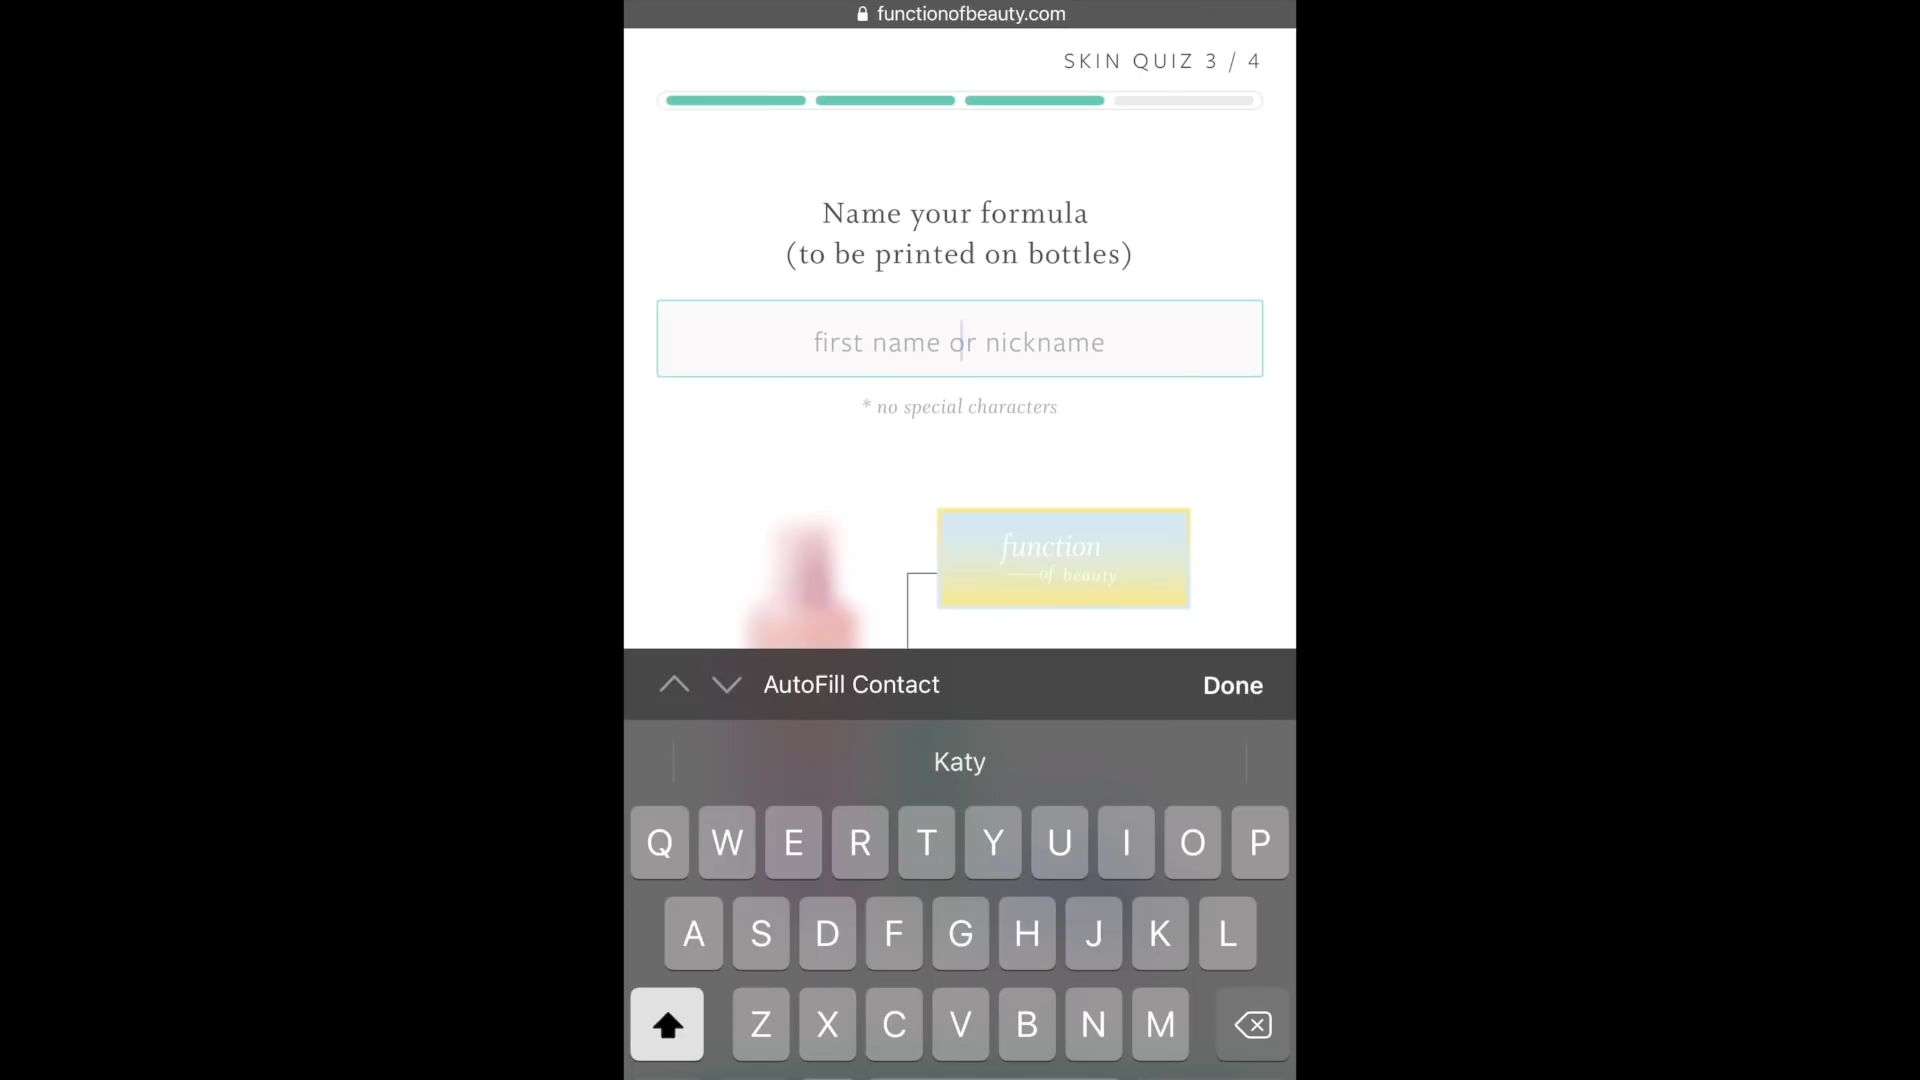 functionofbeauty.com
SKIN QUIZ 3 / 4
Name your formula
(to be printed on bottles)
first name or nickname
* no special characters
function
of beauty
AutoFill Contact
Done
Katy
Q W E R T Y U I O P
A S D F G H J K L
Z X C V B N M